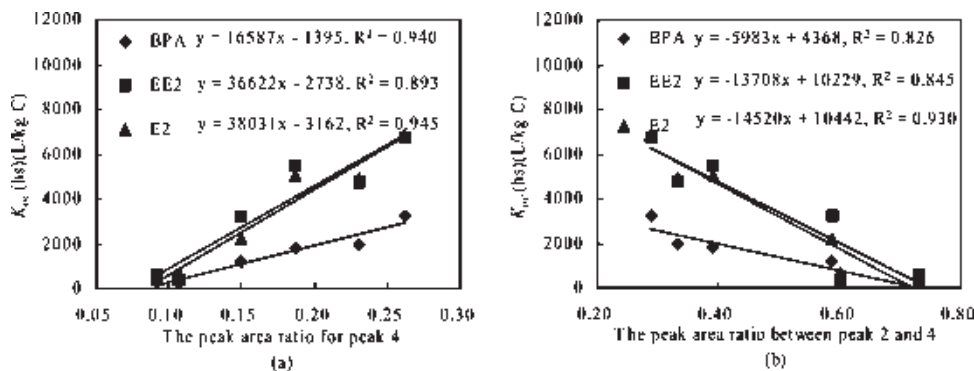 12000
10000
8000
6000
4000
2000
0
BPA y = 16587x - 1395, R² = 0.940
EE2 y = 36622x - 2738, R² = 0.893
E2 y = 38031x - 3162, R² = 0.945
(hs)(L/kg C)
0.05 0.10 0.15 0.20 0.25 0.30
The peak area ratio for peak 4
(a)
12000
10000
8000
6000
4000
2000
0
BPA y = -5983x + 4368, R² = 0.826
EE2 y = -13708x + 10229, R² = 0.845
E2 y = -14520x + 10442, R² = 0.930
(hs)(L/kg C)
0.20 0.40 0.60 0.80
The peak area ratio between peak 2 and 4
(b)